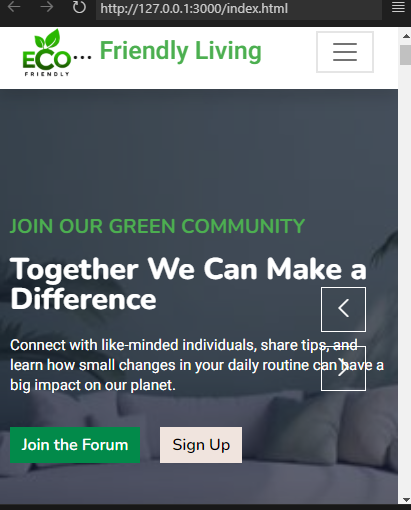 http://127.0.0.1:3000/index.html
ECO
FRIENDLY
... Friendly Living
JOIN OUR GREEN COMMUNITY
Together We Can Make a
Difference
Connect with like-minded individuals, share tips, and
learn how small changes in your daily routine can have a
big impact on our planet.
Join the Forum
Sign Up